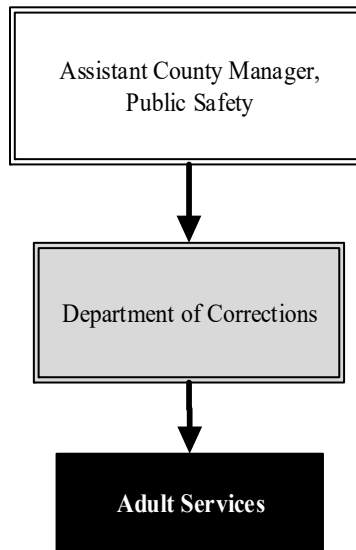 Assistant County Manager,
Public Safety
Department of Corrections
Adult Services